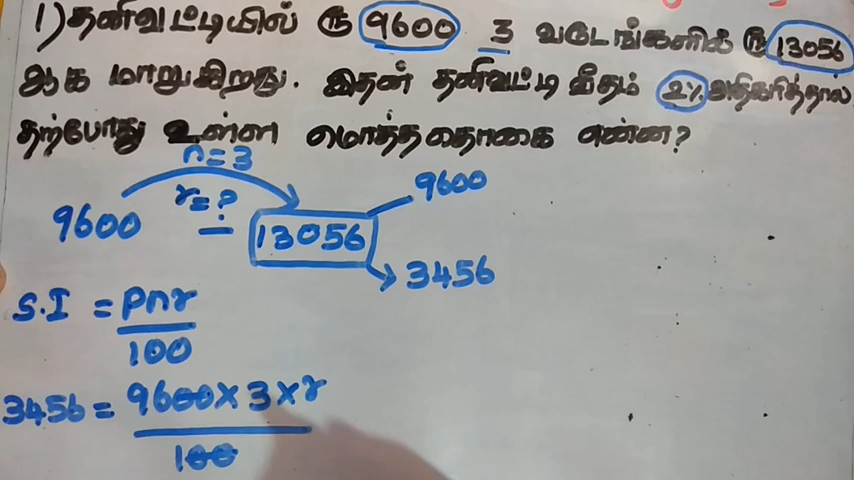 1) தனிவட்டியில் ரூ 9600 3 வருடங்களில் ரூ 13056
ஆக மாறுகிறது. இதன் தனிவட்டி வீதம் 2% அதிகரித்தால்
தற்போது உள்ள மொத்த தொகை என்ன?
n=3
9600 r=? 13056 9600
3456
S.I = pnr
100
3456 = 9600 x 3 x r
100